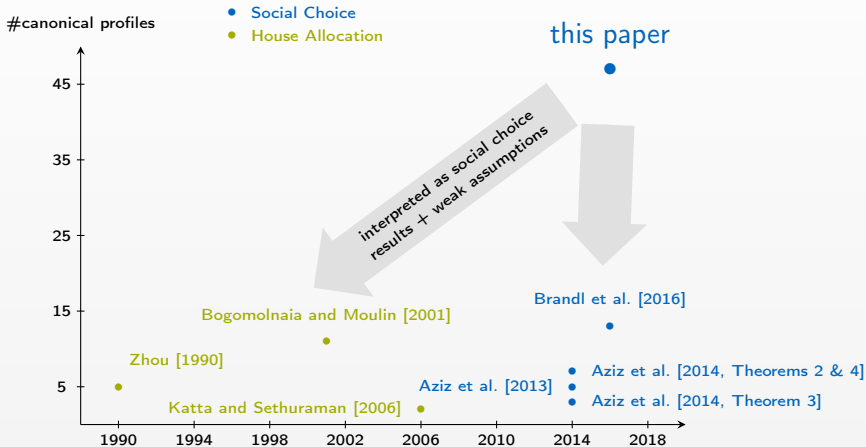 #canonical profiles
Social Choice
House Allocation
this paper
45
35
25
15
5
interpreted as social choice
results + weak assumptions
Brandl et al. [2016]
Bogomolnaia and Moulin [2001]
Zhou [1990]
Aziz et al. [2014, Theorems 2 & 4]
Aziz et al. [2013]
Aziz et al. [2014, Theorem 3]
Katta and Sethuraman [2006]
1990 1994 1998 2002 2006 2010 2014 2018